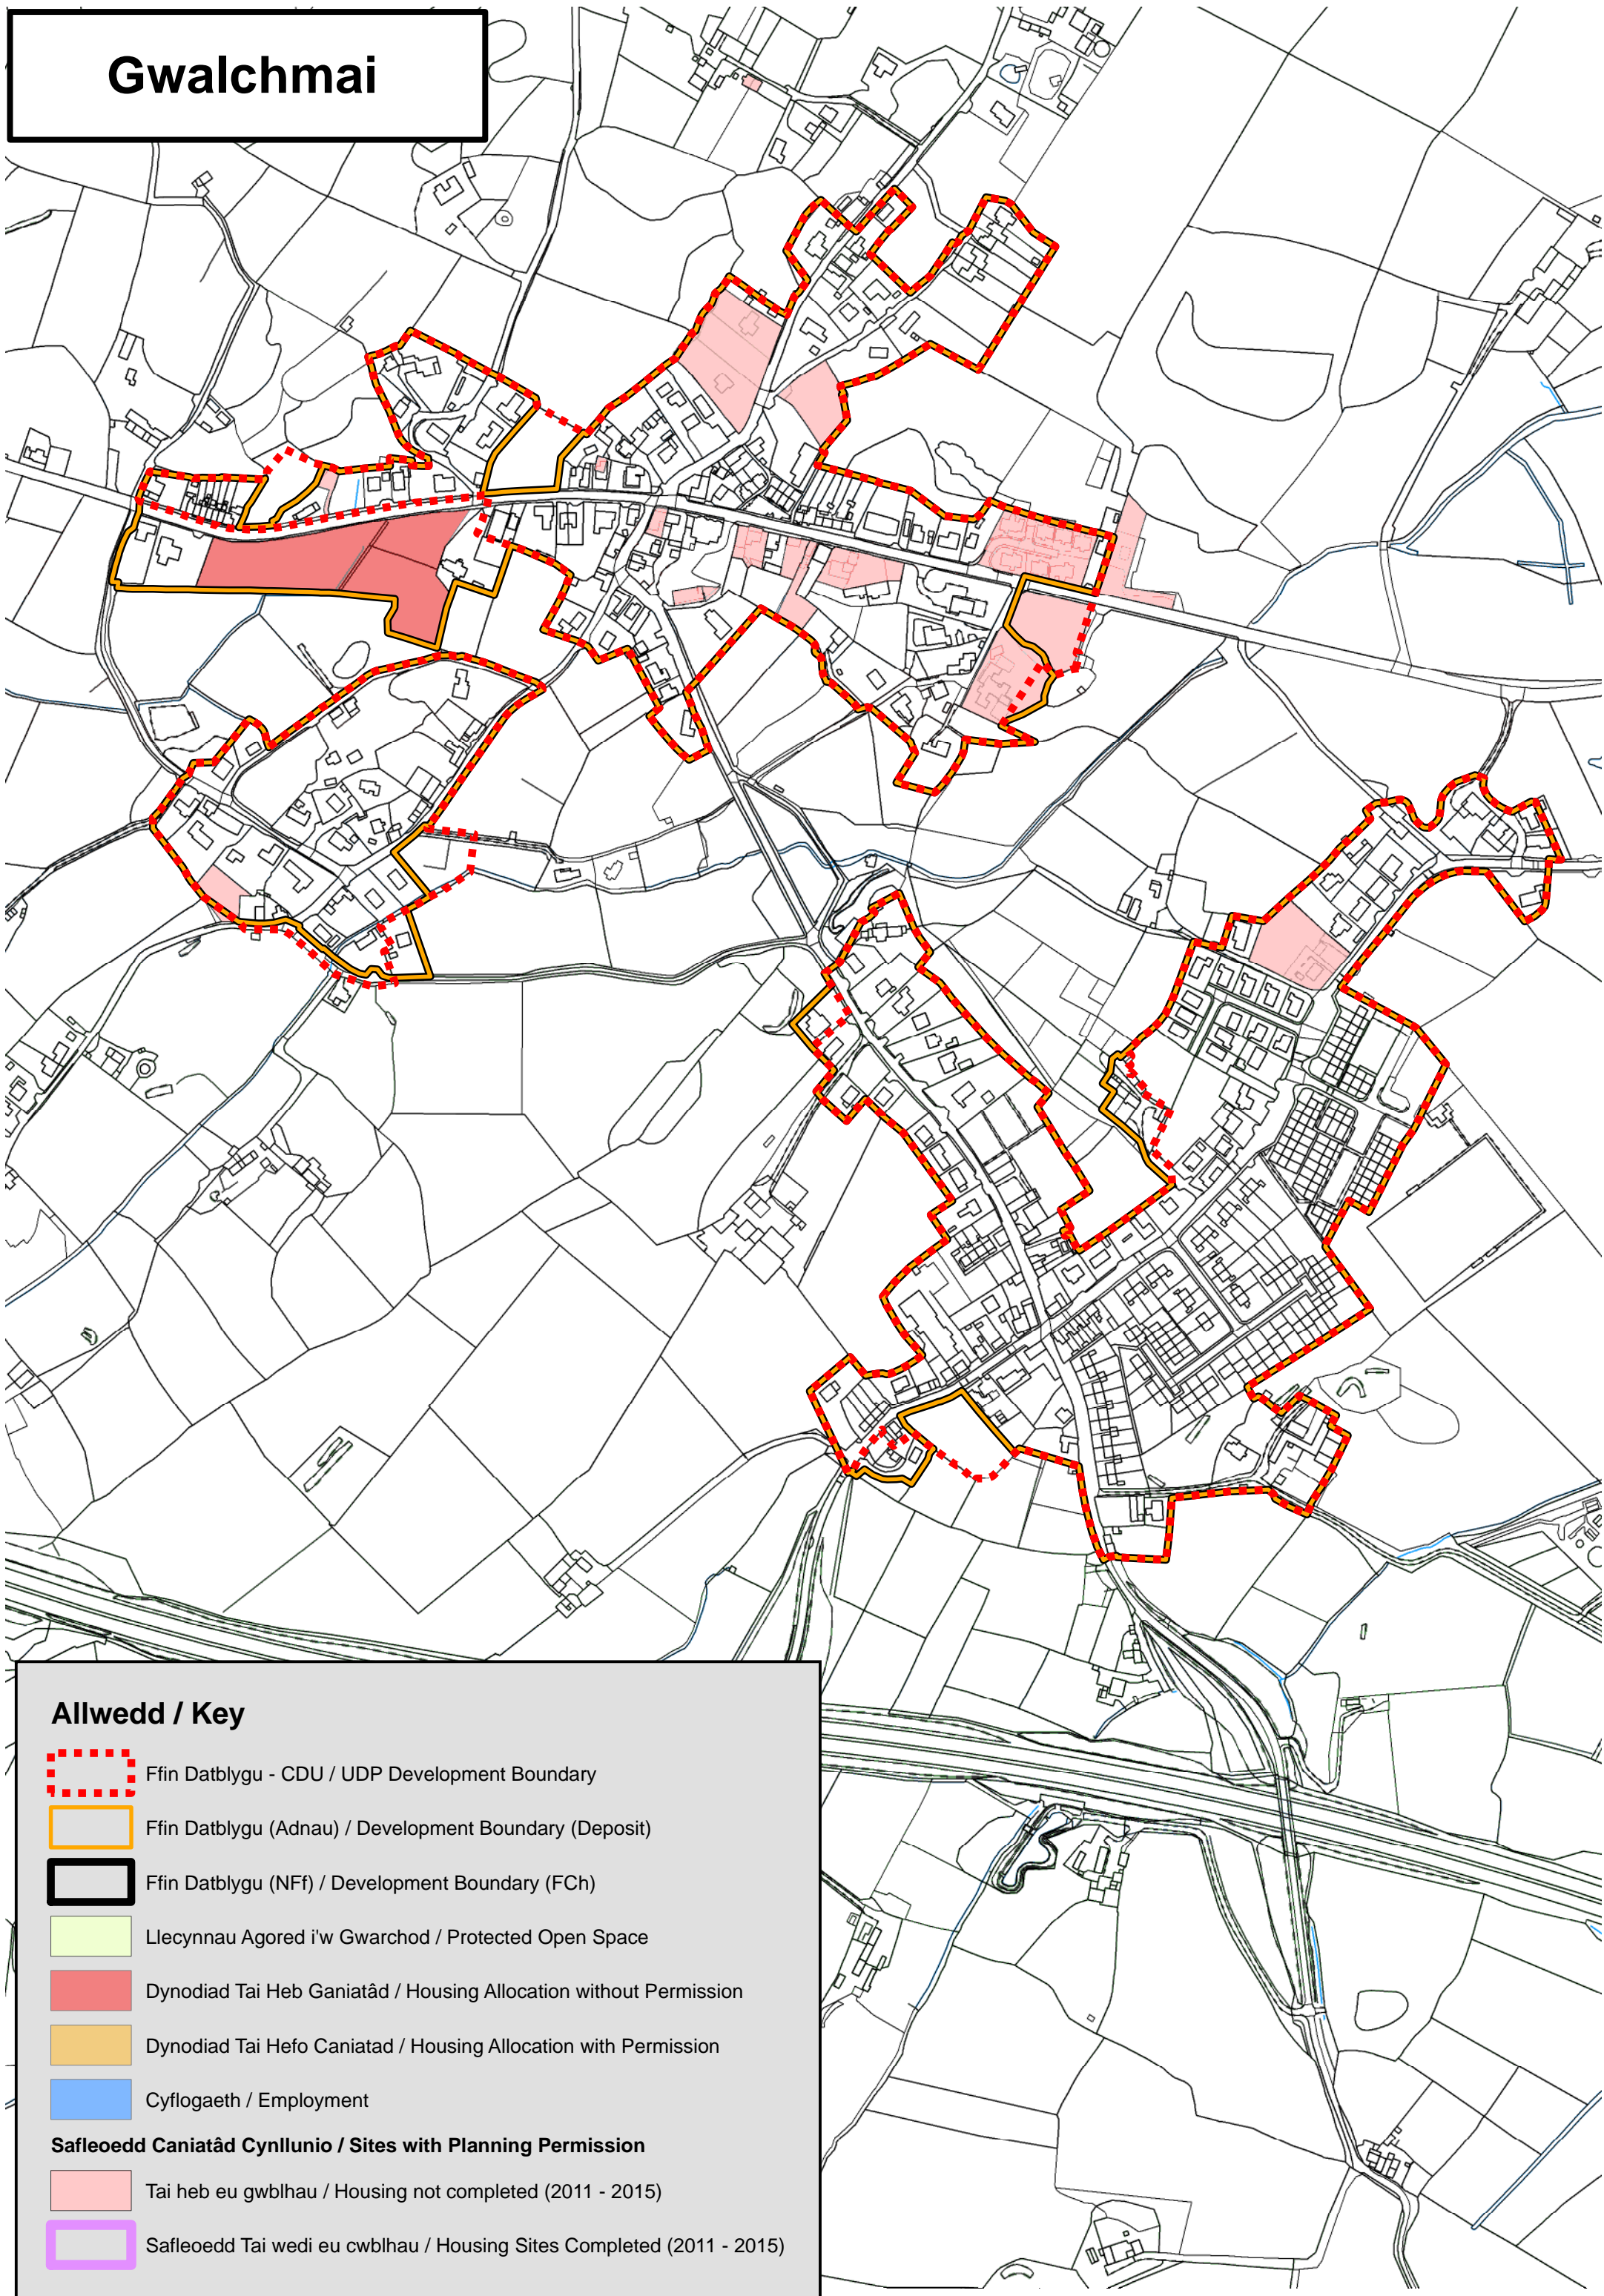 Gwalchmai
Allwedd / Key
Ffin Datblygu - CDU / UDP Development Boundary
Ffin Datblygu (Adnau) / Development Boundary (Deposit)
Ffin Datblygu (NFf) / Development Boundary (FCh)
Llecynnau Agored i'w Gwarchod / Protected Open Space
Dynodiad Tai Heb Ganiatâd / Housing Allocation without Permission
Dynodiad Tai Hefo Caniatad / Housing Allocation with Permission
Cyflogaeth / Employment
Safleoedd Caniatâd Cynllunio / Sites with Planning Permission
Tai heb eu gwblhau / Housing not completed (2011 - 2015)
Safleoedd Tai wedi eu cwblhau / Housing Sites Completed (2011 - 2015)